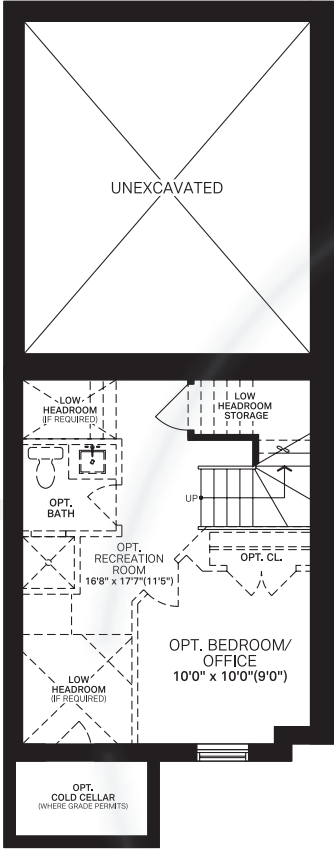 UNEXCAVATED
LOW
HEADROOM
(IF REQUIRED)
LOW
HEADROOM
STORAGE
OPT.
BATH
UP
OPT.
RECREATION
ROOM
16'8" x 17'7"(11'5")
OPT. CL.
OPT. BEDROOM/
OFFICE
10'0" x 10'0"(9'0")
LOW
HEADROOM
(IF REQUIRED)
OPT.
COLD CELLAR
(WHERE GRADE PERMITS)